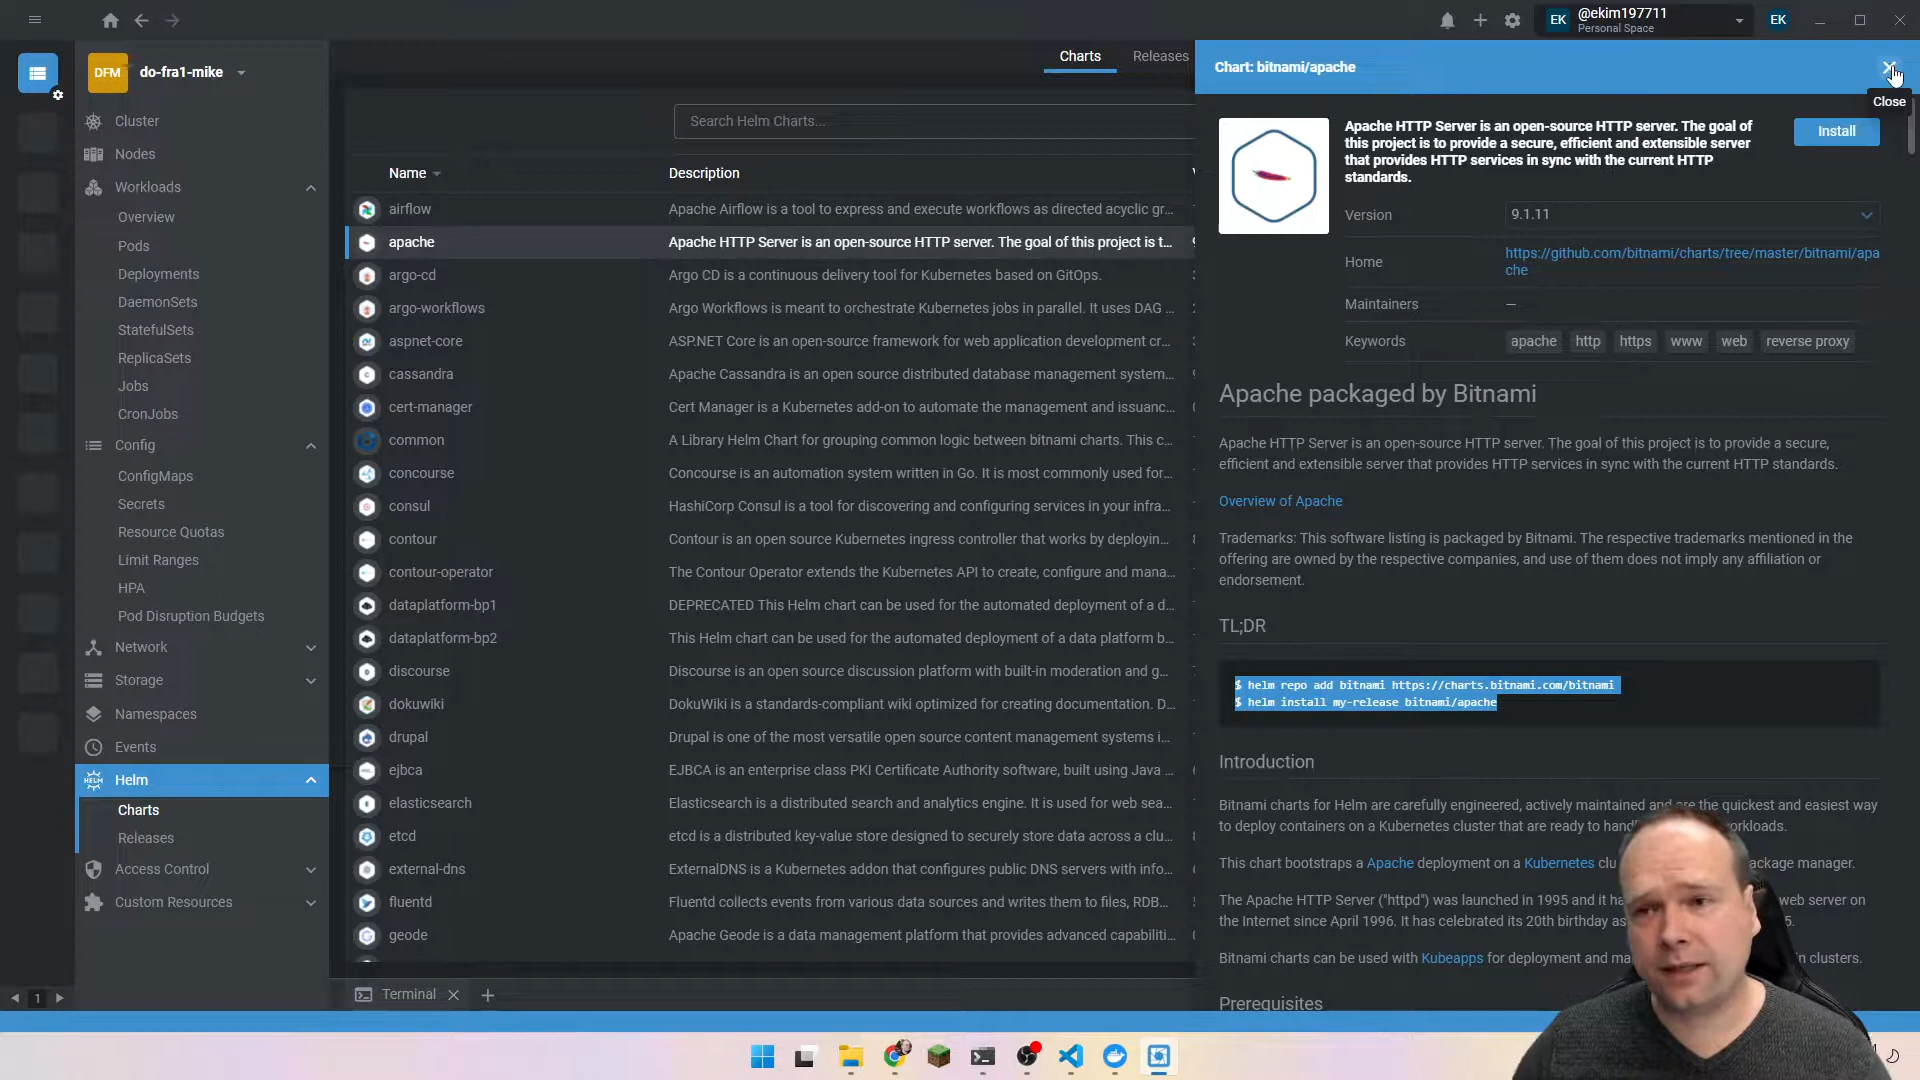 EK
@ekim197711
Personal Space
EK
DFM
do-fra1-mike
Cluster
Nodes
Workloads
Overview
Pods
Deployments
DaemonSets
StatefulSets
ReplicaSets
Jobs
CronJobs
Config
ConfigMaps
Secrets
Resource Quotas
Limit Ranges
HPA
Pod Disruption Budgets
Network
Storage
Namespaces
Events
HELM
Helm
Charts
Releases
Access Control
Custom Resources
1
Charts
Releases
Search Helm Charts...
Name
Description
airflow
Apache Airflow is a tool to express and execute workflows as directed acyclic gr...
apache
Apache HTTP Server is an open-source HTTP server. The goal of this project is t...
argo-cd
Argo CD is a continuous delivery tool for Kubernetes based on GitOps.
argo-workflows
Argo Workflows is meant to orchestrate Kubernetes jobs in parallel. It uses DAG ...
aspnet-core
ASP.NET Core is an open-source framework for web application development cr...
cassandra
Apache Cassandra is an open source distributed database management system...
cert-manager
Cert Manager is a Kubernetes add-on to automate the management and issuanc...
common
A Library Helm Chart for grouping common logic between bitnami charts. This c...
concourse
Concourse is an automation system written in Go. It is most commonly used for...
consul
HashiCorp Consul is a tool for discovering and configuring services in your infra...
contour
Contour is an open source Kubernetes ingress controller that works by deployin...
contour-operator
The Contour Operator extends the Kubernetes API to create, configure and mana...
dataplatform-bp1
DEPRECATED This Helm chart can be used for the automated deployment of a d...
dataplatform-bp2
This Helm chart can be used for the automated deployment of a data platform b...
discourse
Discourse is an open source discussion platform with built-in moderation and g...
dokuwiki
DokuWiki is a standards-compliant wiki optimized for creating documentation. D...
drupal
Drupal is one of the most versatile open source content management systems i...
ejbca
EJBCA is an enterprise class PKI Certificate Authority software, built using Java ...
elasticsearch
Elasticsearch is a distributed search and analytics engine. It is used for web sea...
etcd
etcd is a distributed key-value store designed to securely store data across a clu...
external-dns
ExternalDNS is a Kubernetes addon that configures public DNS servers with info...
fluentd
Fluentd collects events from various data sources and writes them to files, RDB...
geode
Apache Geode is a data management platform that provides advanced capabiliti...
Terminal
Chart: bitnami/apache
Close
Apache HTTP Server is an open-source HTTP server. The goal of
this project is to provide a secure, efficient and extensible server
that provides HTTP services in sync with the current HTTP
standards.
Install
Version
9.1.11
Home
https://github.com/bitnami/charts/tree/master/bitnami/apa
che
Maintainers
—
Keywords
apache http https www web reverse proxy
Apache packaged by Bitnami
Apache HTTP Server is an open-source HTTP server. The goal of this project is to provide a secure,
efficient and extensible server that provides HTTP services in sync with the current HTTP standards.
Overview of Apache
Trademarks: This software listing is packaged by Bitnami. The respective trademarks mentioned in the
offering are owned by the respective companies, and use of them does not imply any affiliation or
endorsement.
TL;DR
$ helm repo add bitnami https://charts.bitnami.com/bitnami
$ helm install my-release bitnami/apache
Introduction
Bitnami charts for Helm are carefully engineered, actively maintained and are the quickest and easiest way
to deploy containers on a Kubernetes cluster that are ready to
This chart bootstraps a Apache deployment on a Kubernetes manager.
The Apache HTTP Server ("httpd") was launched in 1995 and it web server on
the Internet since April 1996. It has celebrated its 20th birthday
Bitnami charts can be used with Kubeapps for deployment and clusters.
Prerequisites